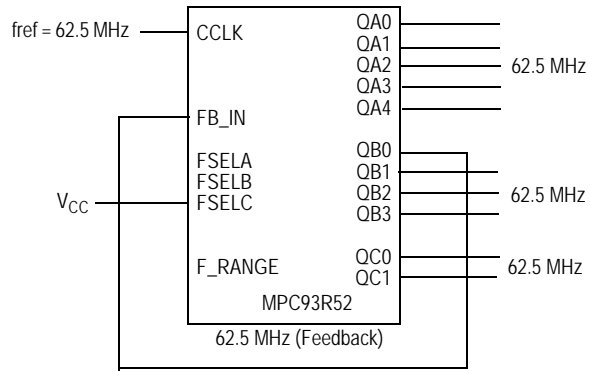 fref = 62.5 MHz
CCLK
QA0
QA1
QA2
QA3
QA4
62.5 MHz
FB_IN
FSELA
FSELB
FSELC
VCC
QB0
QB1
QB2
QB3
62.5 MHz
F_RANGE
QC0
QC1
62.5 MHz
MPC93R52
62.5 MHz (Feedback)